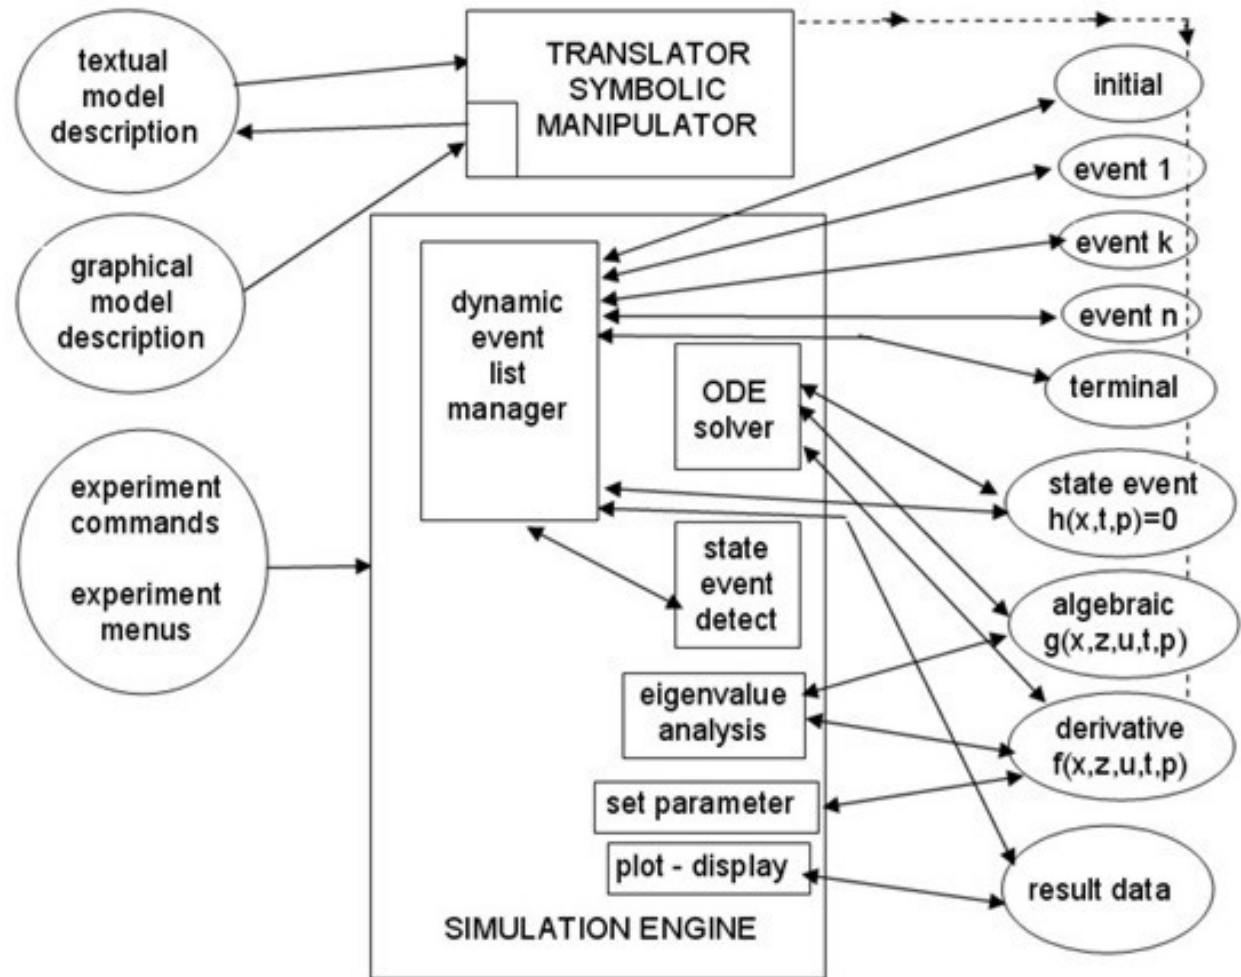 textual
model
description
TRANSLATOR
SYMBOLIC
MANIPULATOR
initial
event 1
event k
event n
terminal
graphical
model
description
dynamic
event
list
manager
ODE
solver
experiment
commands
experiment
menus
state
event
detect
state event
h(x,t,p)=0
algebraic
g(x,z,u,t,p)
eigenvalue
analysis
derivative
f(x,z,u,t,p)
set parameter
plot - display
result data
SIMULATION ENGINE